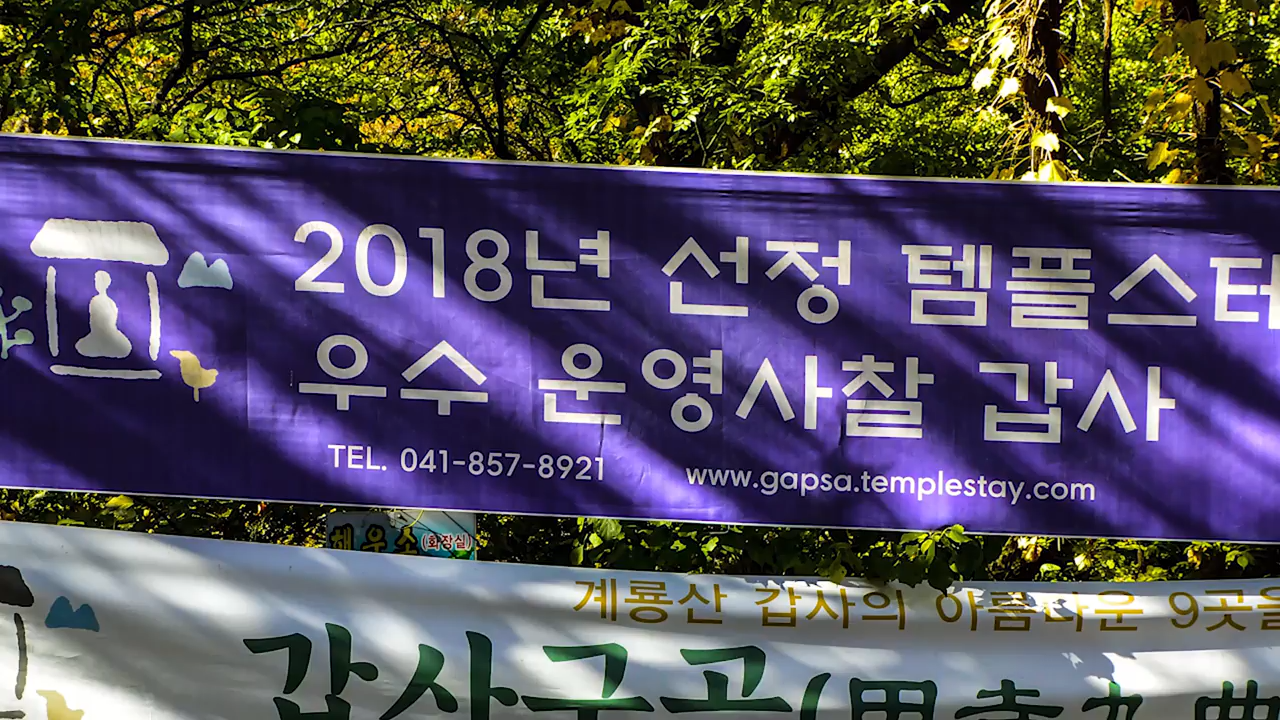 2018년 선정 템플스테
우수 운영사찰 갑사
TEL. 041-857-8921 www.gapsa.templestay.com
해우소(화장실)
계룡산 갑사의 아름다운 9곳을
갑사구곡(甲寺九曲